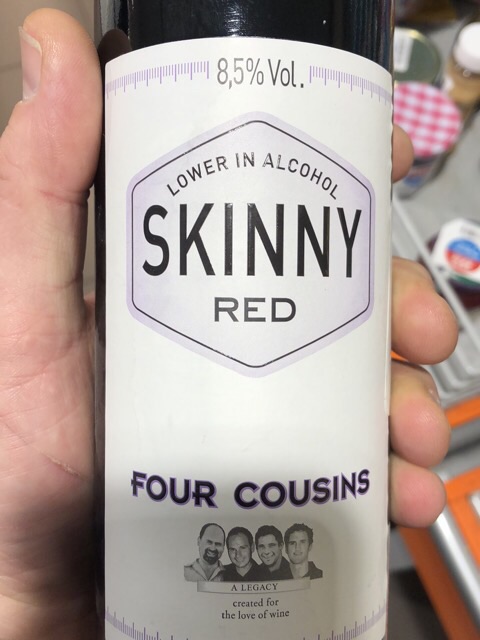 8,5% Vol.
LOWER IN ALCOHOL
SKINNY
RED
FOUR COUSINS
A LEGACY
created for
the love of wine